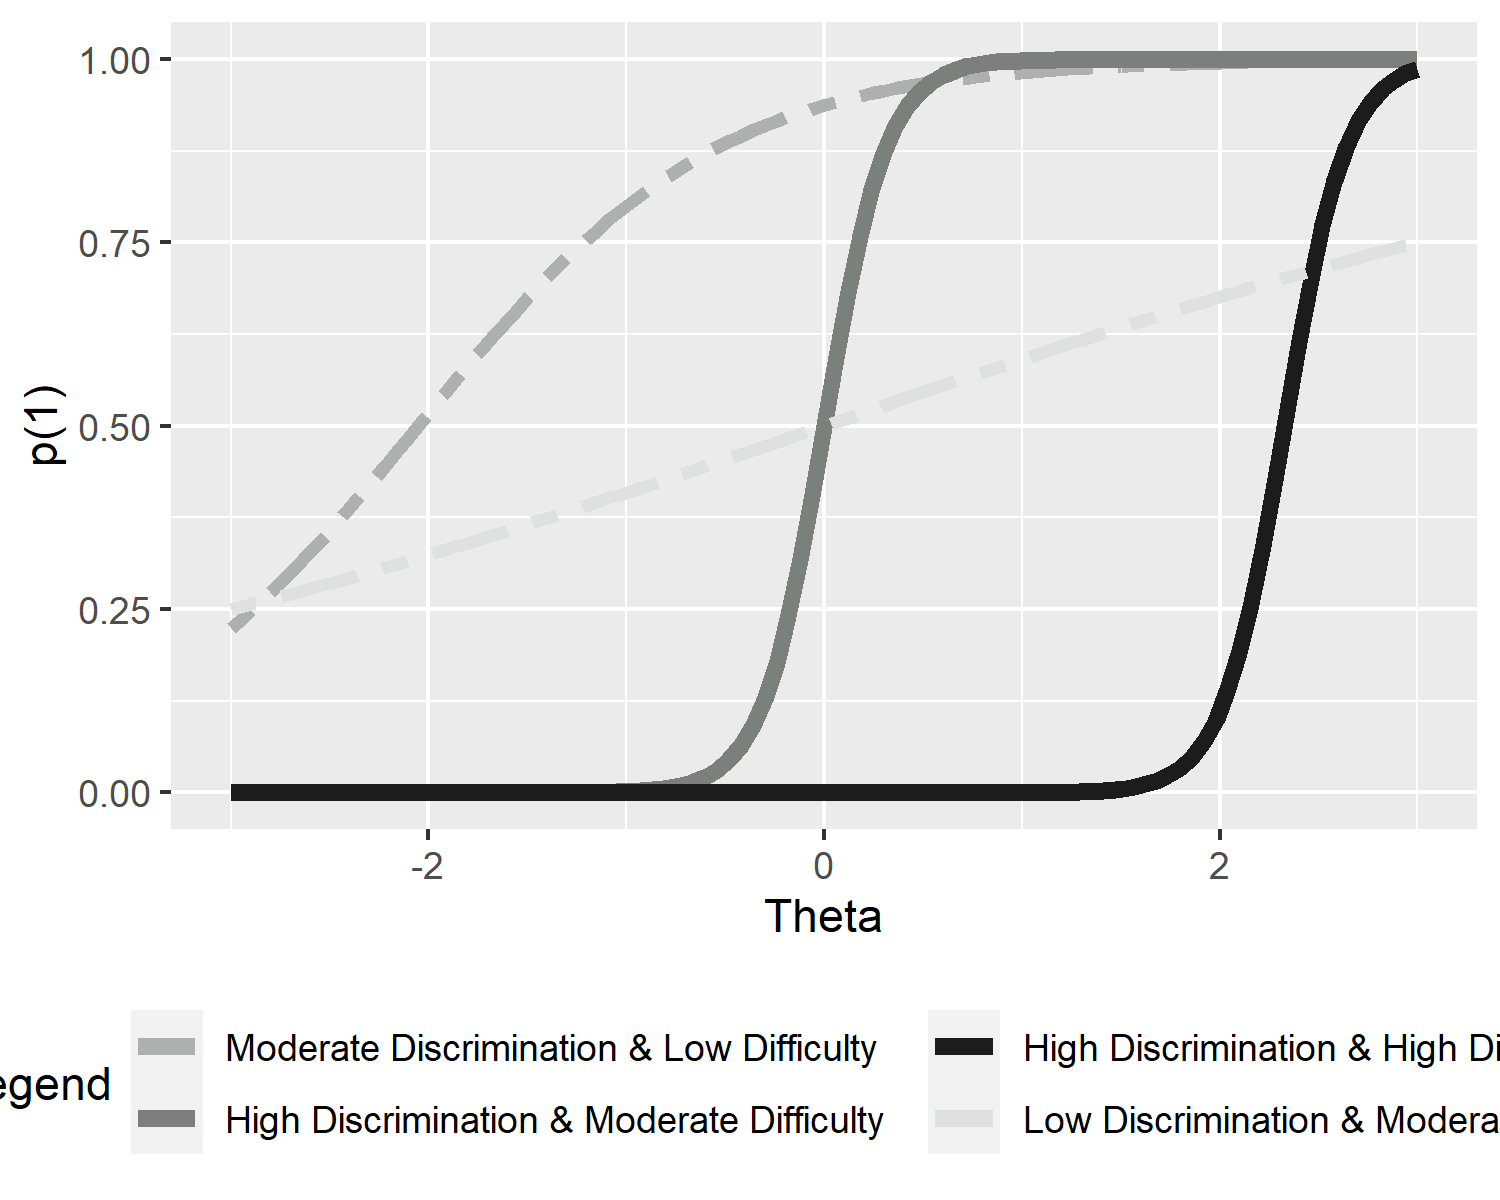 1.00
0.75
0.50
0.25
0.00
p(1)
-2 0 2
Theta
egend
Moderate Discrimination & Low Difficulty
High Discrimination & High Di
High Discrimination & Moderate Difficulty
Low Discrimination & Modera